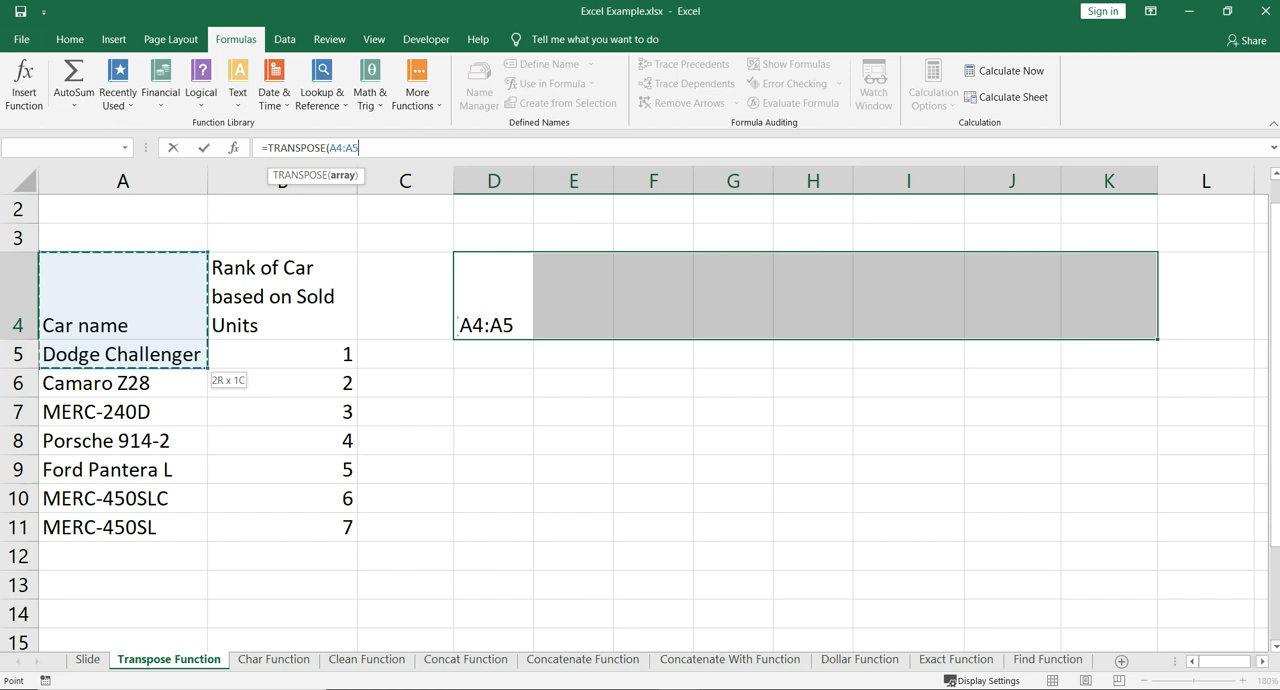 Excel Example.xlsx - Excel
Sign in
File Home Insert Page Layout Formulas Data Review View Developer Help Tell me what you want to do
Share
fx Insert Function
Σ AutoSum
Recently Used
Financial
? Logical
A Text
Date & Time
Lookup & Reference
θ Math & Trig
More Functions
Function Library
Name Manager
Define Name
Use in Formula
Create from Selection
Defined Names
Trace Precedents
Trace Dependents
Remove Arrows
Show Formulas
Error Checking
Evaluate Formula
Formula Auditing
Watch Window
Calculation Options
Calculate Now
Calculate Sheet
Calculation
fx =TRANSPOSE(A4:A5
TRANSPOSE(array)
A C D E F G H I J K L
2
3
Rank of Car
based on Sold
4 Car name Units A4:A5
5 Dodge Challenger 1
2R x 1C
6 Camaro Z28 2
7 MERC-240D 3
8 Porsche 914-2 4
9 Ford Pantera L 5
10 MERC-450SLC 6
11 MERC-450SL 7
12
13
14
15
Slide Transpose Function Char Function Clean Function Concat Function Concatenate Function Concatenate With Function Dollar Function Exact Function Find Function
Point Display Settings 180%